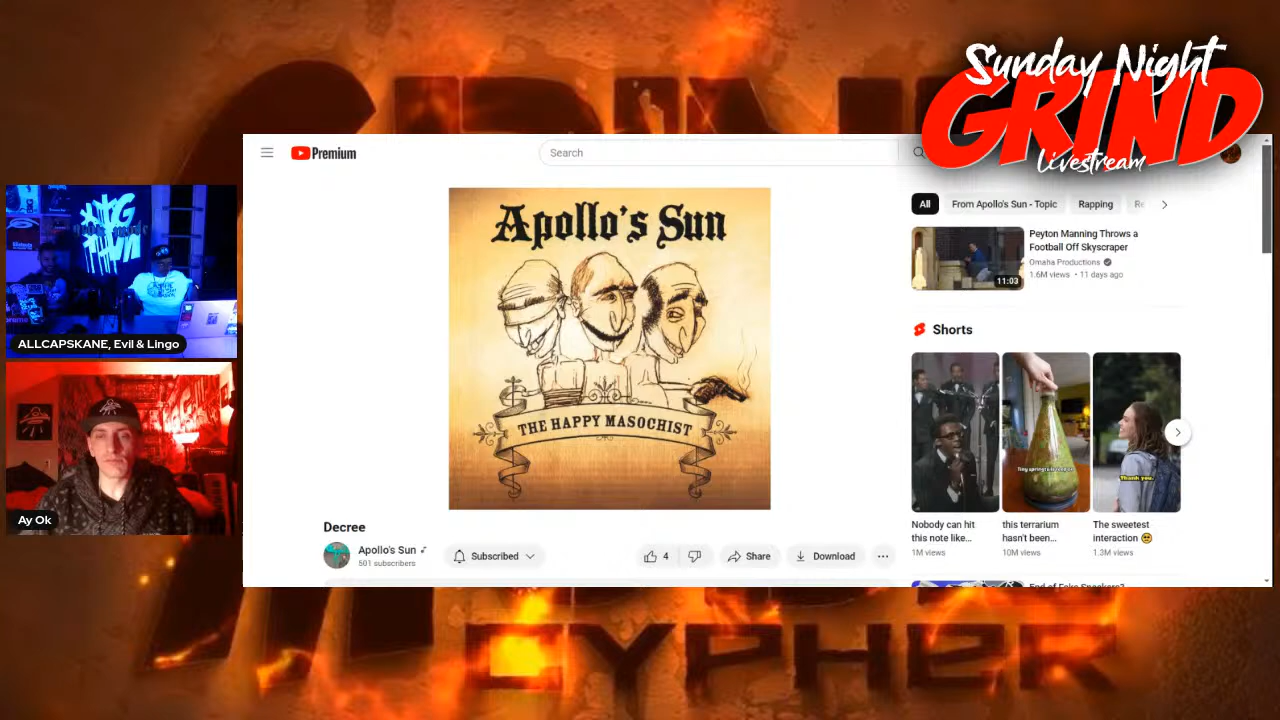 Sunday Night
GRIND
Livestream
Premium
Search
All
From Apollo's Sun - Topic
Rapping
Re
Apollo's Sun
THE HAPPY MASOCHIST
Peyton Manning Throws a
Football Off Skyscraper
Omaha Productions
1.6M views • 11 days ago
11:03
Shorts
Thank you.
Nobody can hit
this note like...
1M views
this terrarium
hasn't been...
10M views
The sweetest
interaction 🥹
1.3M views
Decree
Apollo's Sun
501 subscribers
Subscribed
4
Share
Download
ALLCAPSKANE, Evil & Lingo
Ay Ok
CYPHER